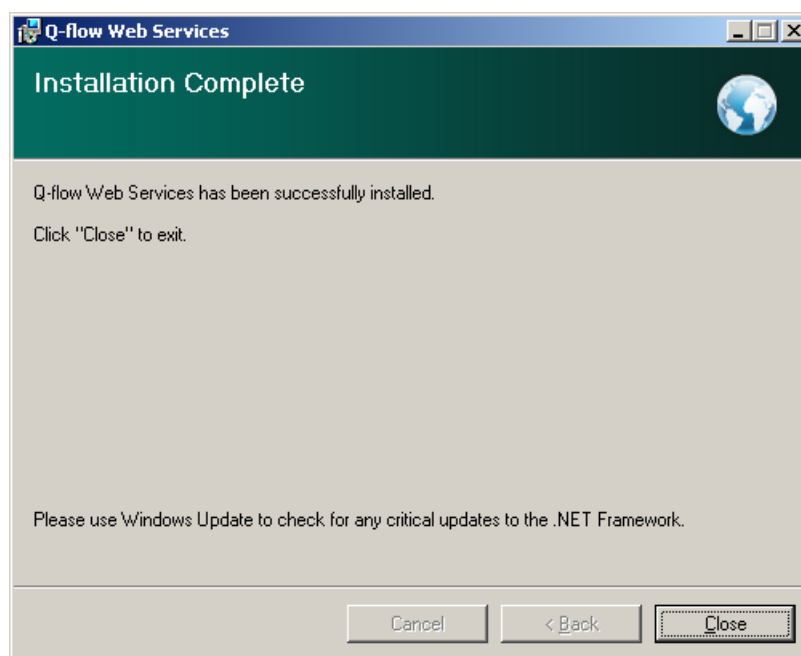 Q-flow Web Services
Installation Complete
Q-flow Web Services has been successfully installed.
Click "Close" to exit.
Please use Windows Update to check for any critical updates to the .NET Framework.
Cancel
< Back
Close